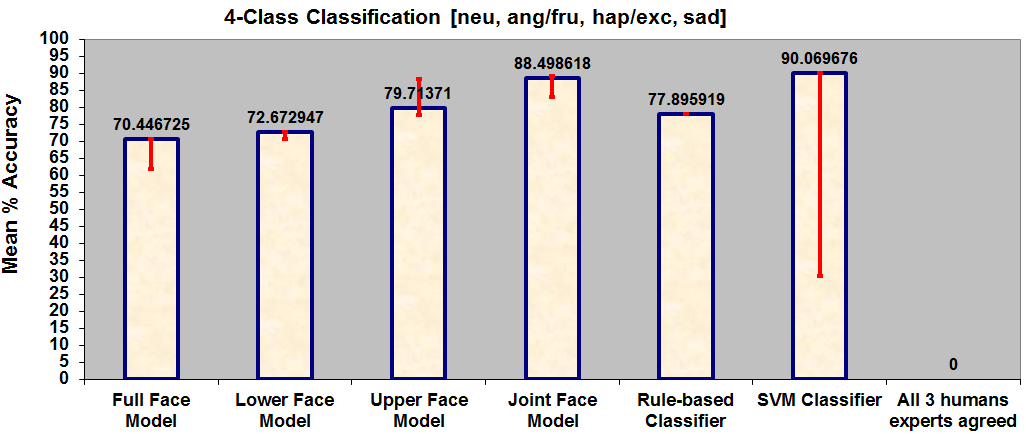 4-Class Classification [neu, ang/fru, hap/exc, sad]
Mean % Accuracy
100
95
90
85
80
75
70
65
60
55
50
45
40
35
30
25
20
15
10
5
0
70.446725
72.672947
79.71371
88.498618
77.895919
90.069676
0
Full Face
Model
Lower Face
Model
Upper Face
Model
Joint Face
Model
Rule-based
Classifier
SVM Classifier
All 3 humans
experts agreed